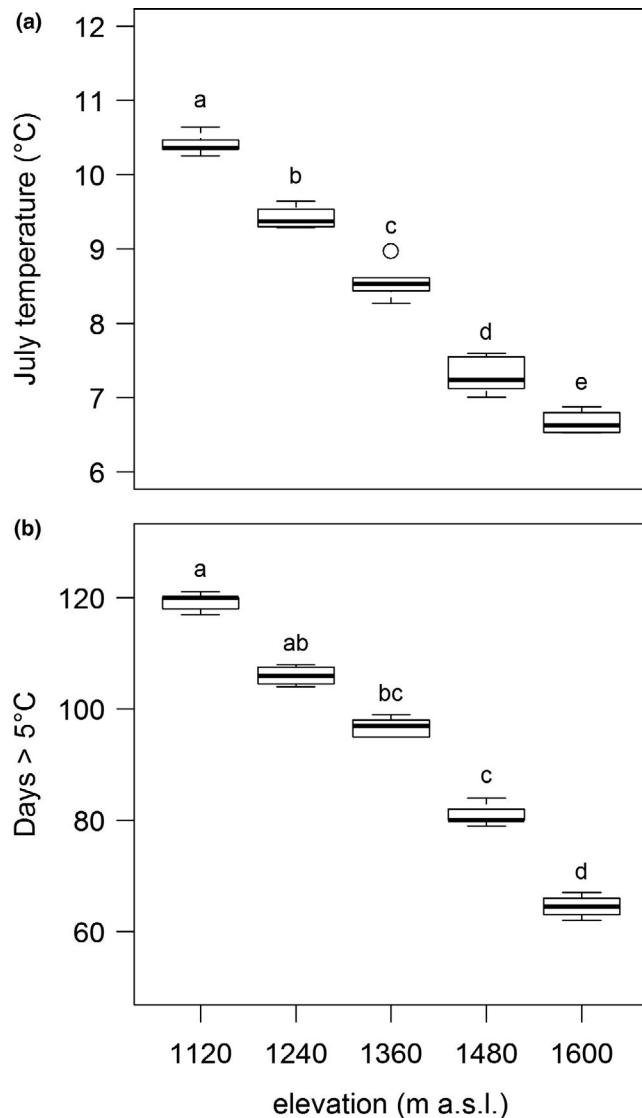 (a)
July temperature (°C)
12
11
10
9
8
7
6
a
b
c
d
e
(b)
Days > 5°C
120
100
80
60
a
ab
bc
c
d
1120 1240 1360 1480 1600
elevation (m a.s.l.)